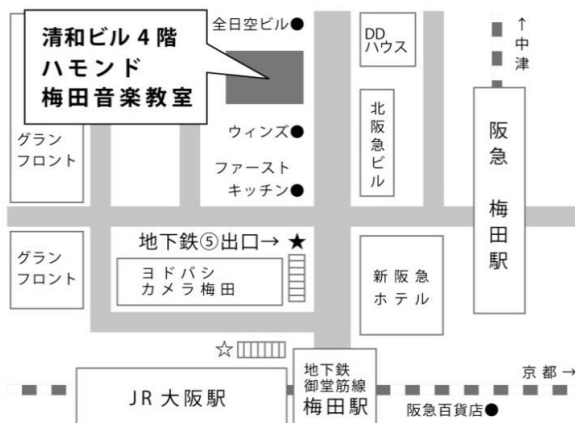 清和ビル4階
ハモンド
梅田音楽教室
全日空ビル●
DD
ハウス
↑
中津
グラン
フロント
ウィンズ●
北阪急ビル
阪急 梅田駅
ファースト
キッチン●
地下鉄⑤出口→ ★
グラン
フロント
ヨドバシ
カメラ梅田
新阪急
ホテル
☆
地下鉄
御堂筋線
梅田駅
京都→
JR大阪駅
阪急百貨店●